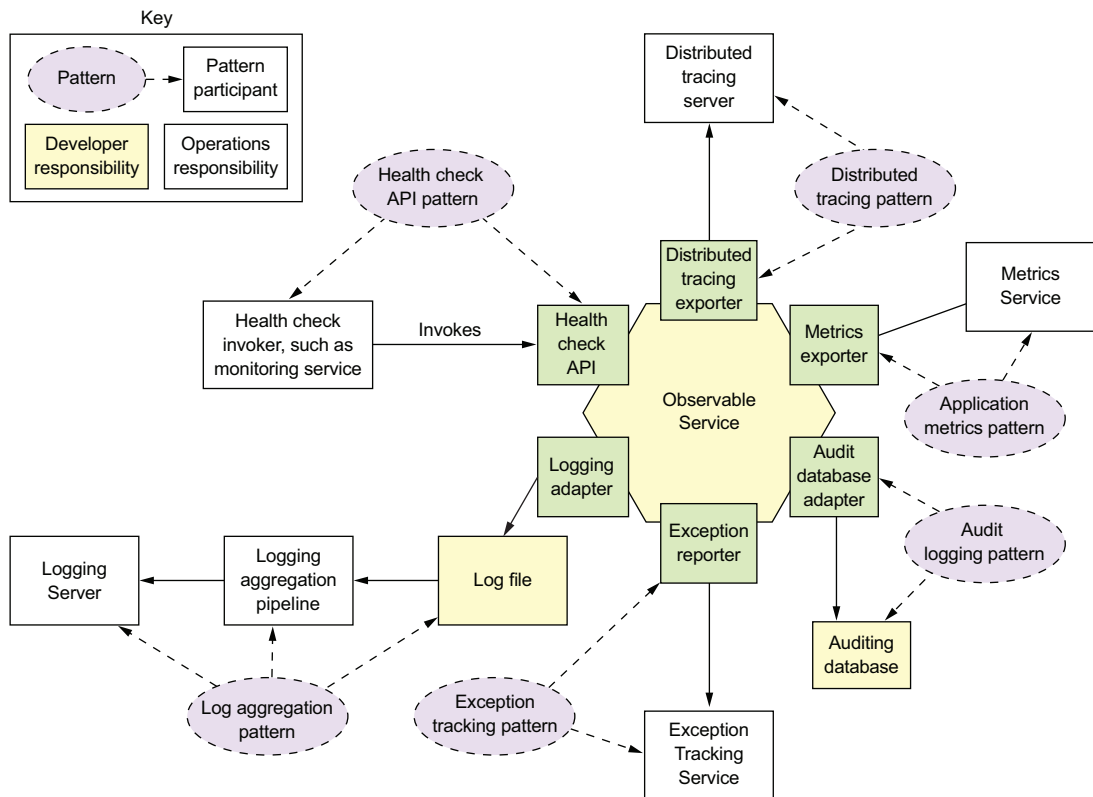 Key
Pattern
Pattern
participant
Developer
responsibility
Operations
responsibility
Distributed
tracing
server
Health check
API pattern
Distributed
tracing pattern
Distributed
tracing
exporter
Metrics
Service
Health check
invoker, such as
monitoring service
Invokes
Health
check
API
Metrics
exporter
Observable
Service
Application
metrics pattern
Logging
adapter
Audit
database
adapter
Exception
reporter
Audit
logging pattern
Logging
Server
Logging
aggregation
pipeline
Log file
Auditing
database
Log aggregation
pattern
Exception
tracking pattern
Exception
Tracking
Service